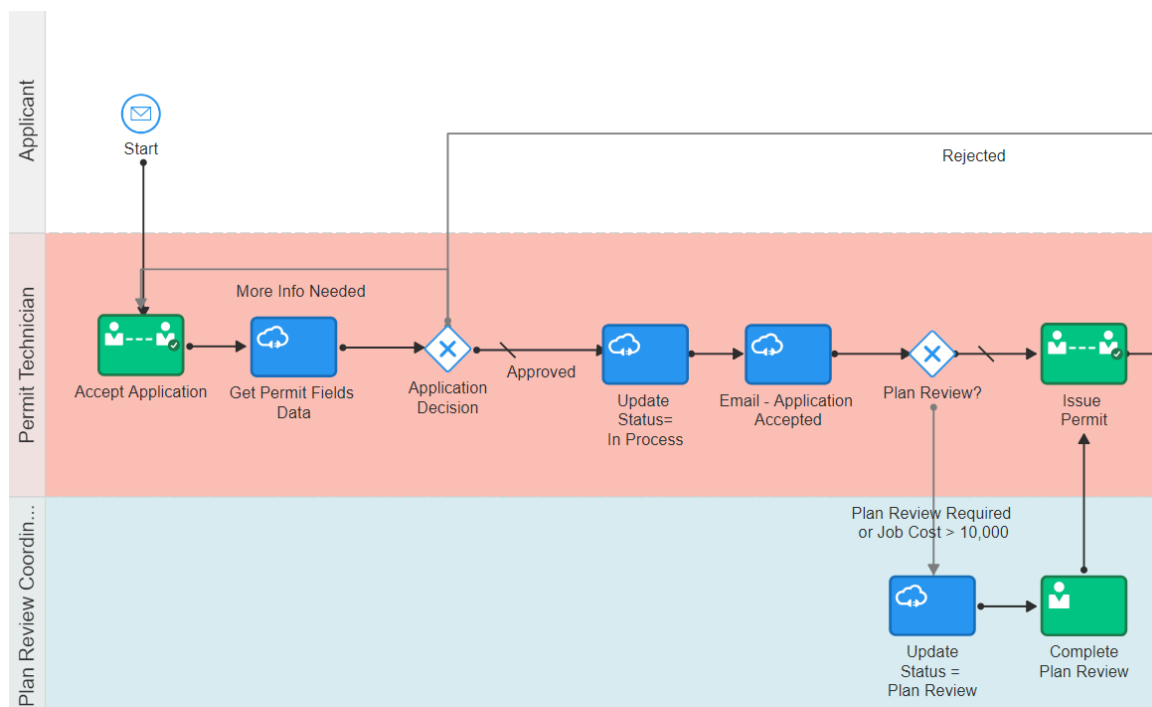 Applicant
Start
Rejected
Permit Technician
More Info Needed
Accept Application
Get Permit Fields
Data
Application
Decision
Approved
Update
Status=
In Process
Email - Application
Accepted
Plan Review?
Issue
Permit
Plan Review Coordin...
Plan Review Required
or Job Cost > 10,000
Update
Status =
Plan Review
Complete
Plan Review